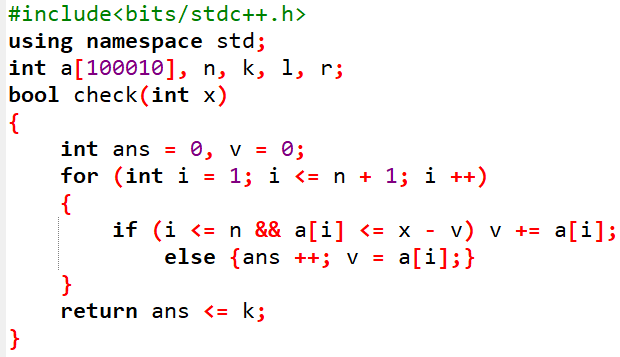 #include<bits/stdc++.h>
using namespace std;
int a[100010], n, k, l, r;
bool check(int x)
{
    int ans = 0, v = 0;
    for (int i = 1; i <= n + 1; i ++)
    {
        if (i <= n && a[i] <= x - v) v += a[i];
            else {ans ++; v = a[i];}
    }
    return ans <= k;
}